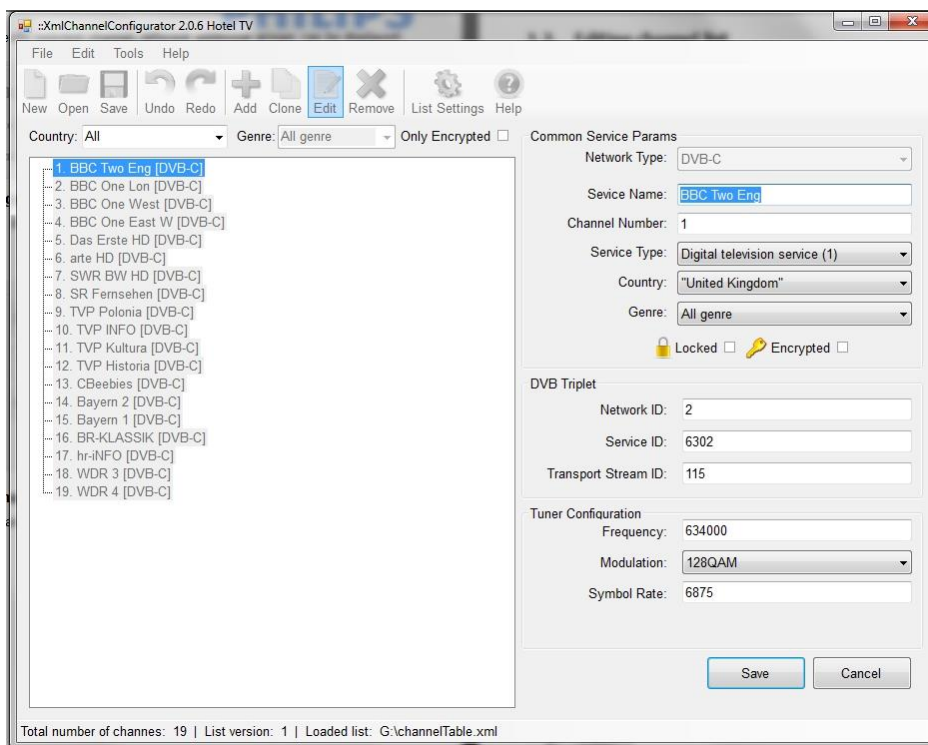 ::XmlChannelConfigurator 2.0.6 Hotel TV
File Edit Tools Help
New Open Save Undo Redo Add Clone Edit Remove List Settings Help
Country: All Genre: All genre Only Encrypted
1. BBC Two Eng [DVB-C]
2. BBC One Lon [DVB-C]
3. BBC One West [DVB-C]
4. BBC One East W [DVB-C]
5. Das Erste HD [DVB-C]
6. arte HD [DVB-C]
7. SWR BW HD [DVB-C]
8. SR Fernsehen [DVB-C]
9. TVP Polonia [DVB-C]
10. TVP INFO [DVB-C]
11. TVP Kultura [DVB-C]
12. TVP Historia [DVB-C]
13. CBeebies [DVB-C]
14. Bayern 2 [DVB-C]
15. Bayern 1 [DVB-C]
16. BR-KLASSIK [DVB-C]
17. hr-iNFO [DVB-C]
18. WDR 3 [DVB-C]
19. WDR 4 [DVB-C]
Common Service Params
Network Type: DVB-C
Sevice Name: BBC Two Eng
Channel Number: 1
Service Type: Digital television service (1)
Country: "United Kingdom"
Genre: All genre
Locked Encrypted
DVB Triplet
Network ID: 2
Service ID: 6302
Transport Stream ID: 115
Tuner Configuration
Frequency: 634000
Modulation: 128QAM
Symbol Rate: 6875
Save Cancel
Total number of channes: 19 | List version: 1 | Loaded list: G:\channelTable.xml